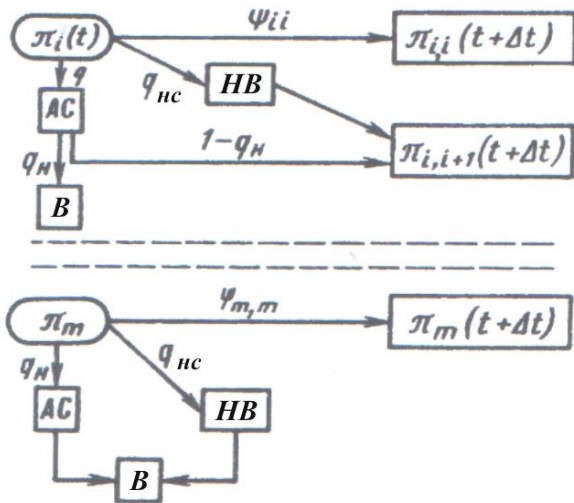 πi(t) ψii πi,i(t+Δt)
q qнс НВ
АС
qн 1-qн πi,i+1(t+Δt)
В
πm ψm,m πm(t+Δt)
qн qнс
АС НВ
В